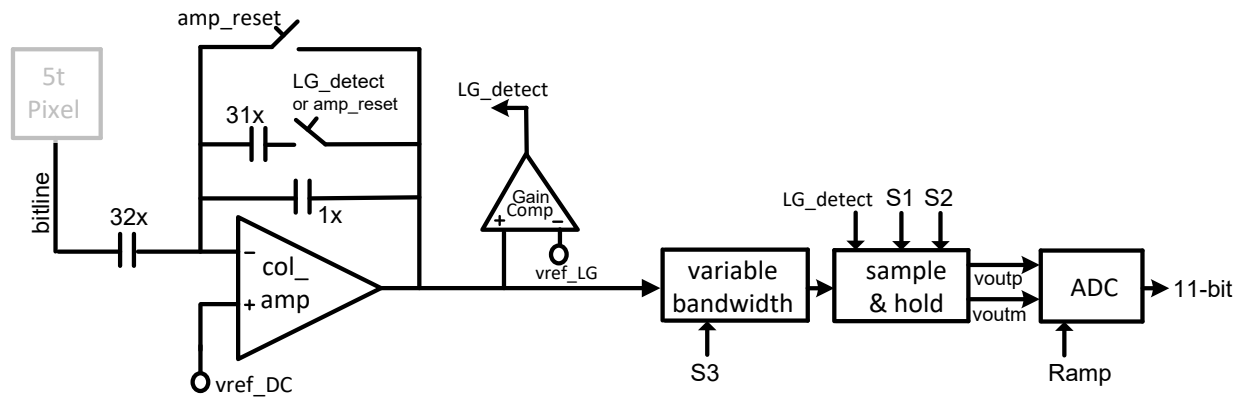 amp_reset
5t
Pixel
LG_detect
or amp_reset
31x
1x
bitline
32x
−
col_
amp
+
vref_DC
LG_detect
Gain
Comp
+
−
vref_LG
variable
bandwidth
S3
LG_detect
S1
S2
sample
& hold
voutp
voutm
ADC
Ramp
11-bit